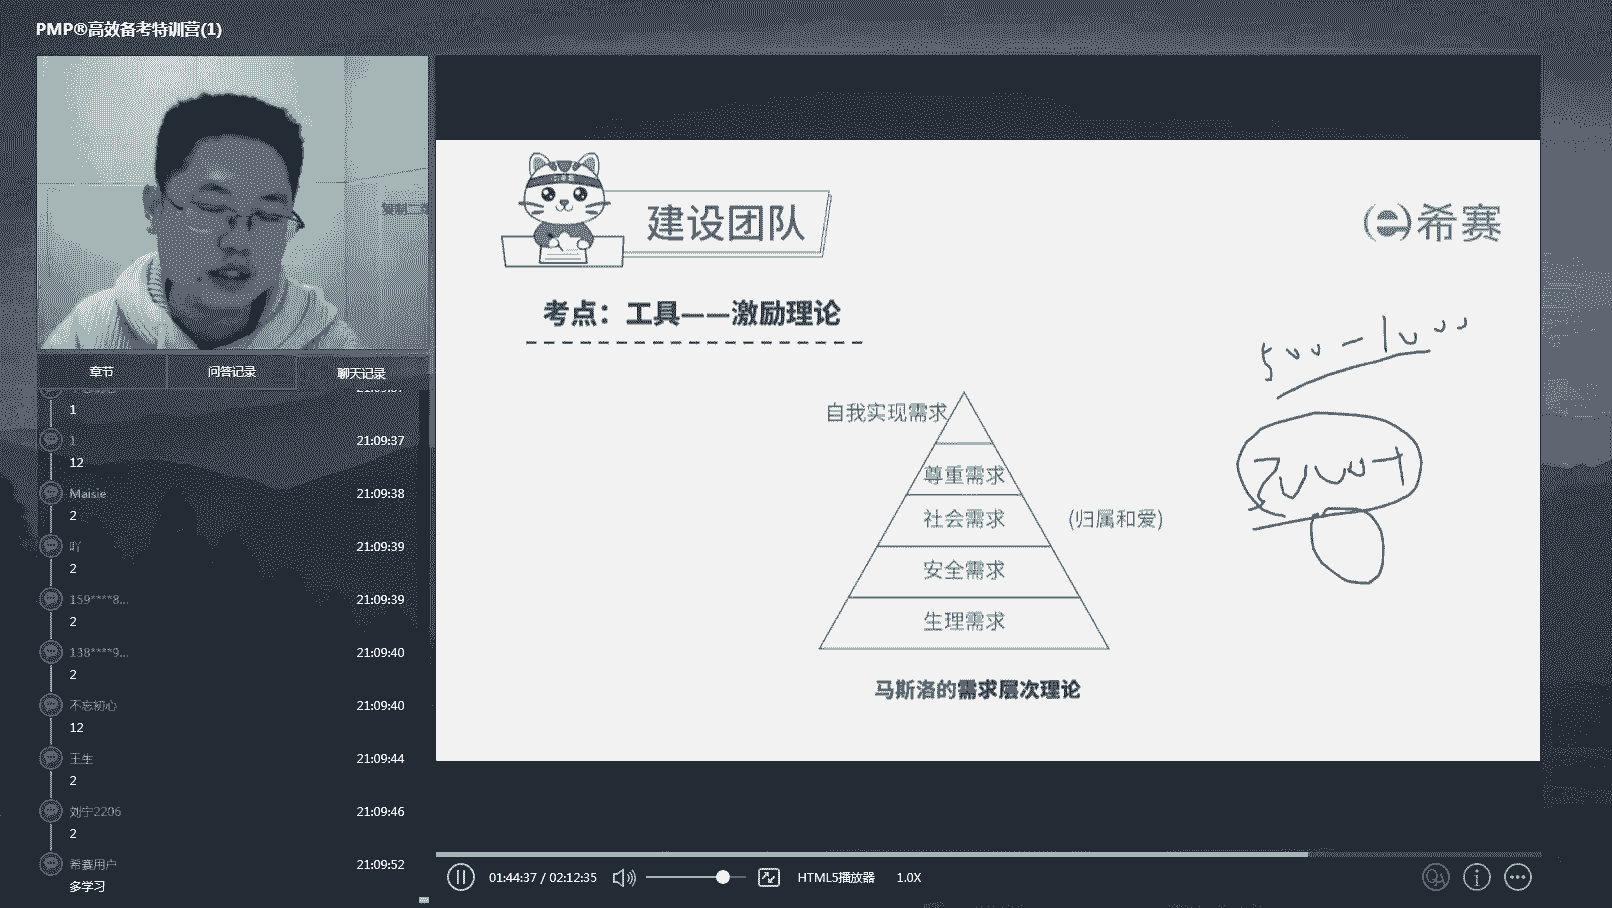 PMP®高效备考特训营(1)
章节
问答记录
聊天记录
1
1
21:09:37
12
Maisie
21:09:38
2
吖
21:09:39
2
159****8...
21:09:39
2
138****9...
21:09:40
2
不忘初心
21:09:40
12
王生
21:09:44
2
刘宁2206
21:09:46
2
希赛用户
21:09:52
多学习
建设团队
希赛
考点：工具——激励理论
自我实现需求
尊重需求
社会需求
(归属和爱)
安全需求
生理需求
马斯洛的需求层次理论
500-1000
01:44:37 / 02:12:35
HTML5播放器
1.0X